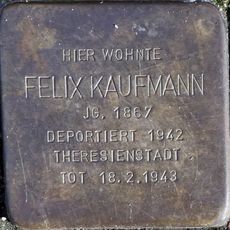 HIER WOHNTE
FELIX KAUFMANN
JG. 1867
DEPORTIERT 1942
THERESIENSTADT
TOT 18.2.1943